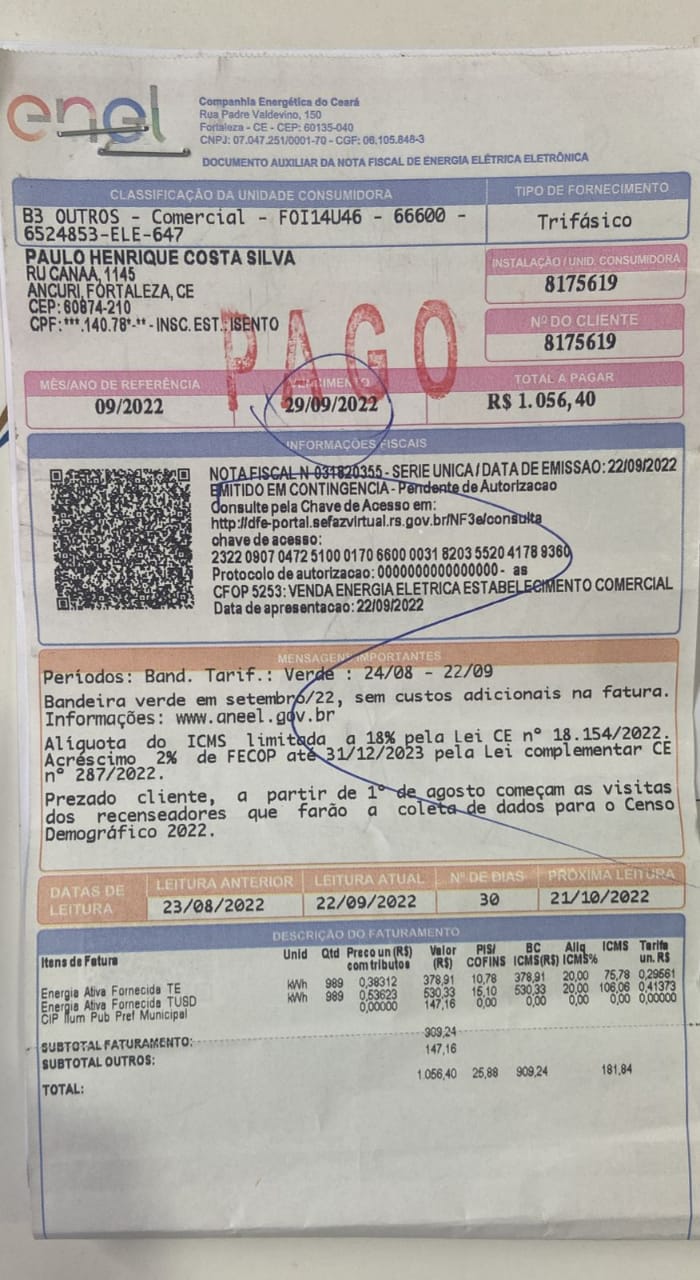 enel
Companhia Energética do Ceará
Rua Padre Valdevino, 150
Fortaleza - CE - CEP: 60135-040
CNPJ: 07.047.251/0001-70 - CGF: 06.105.848-3
DOCUMENTO AUXILIAR DA NOTA FISCAL DE ENERGIA ELÉTRICA ELETRÔNICA
CLASSIFICAÇÃO DA UNIDADE CONSUMIDORA
TIPO DE FORNECIMENTO
B3 OUTROS - Comercial - F0I14U46 - 66600 -
6524853-ELE-647
Trifásico
PAULO HENRIQUE COSTA SILVA
RU CANAA, 1145
ANCURI, FORTALEZA, CE
CEP: 60874-210
CPF: ***.140.78*-** - INSC. EST.: ISENTO
INSTALAÇÃO / UNID. CONSUMIDORA
8175619
Nº DO CLIENTE
8175619
PAGO
MÊS/ANO DE REFERÊNCIA
VENCIMENTO
TOTAL A PAGAR
09/2022
29/09/2022
R$ 1.056,40
INFORMAÇÕES FISCAIS
NOTA FISCAL N 031820355 - SERIE UNICA / DATA DE EMISSAO: 22/09/2022
EMITIDO EM CONTINGENCIA - Pendente de Autorizacao
Consulte pela Chave de Acesso em:
http://dfe-portal.sefazvirtual.rs.gov.br/NF3e/consulta
chave de acesso:
2322 0907 0472 5100 0170 6600 0031 8203 5520 4178 9360
Protocolo de autorizacao: 0000000000000000 - as
CFOP 5253: VENDA ENERGIA ELETRICA ESTABELECIMENTO COMERCIAL
Data de apresentacao: 22/09/2022
MENSAGENS IMPORTANTES
Períodos: Band. Tarif.: Verde : 24/08 - 22/09
Bandeira verde em setembro/22, sem custos adicionais na fatura.
Informações: www.aneel.gov.br
Alíquota do ICMS limitada a 18% pela Lei CE nº 18.154/2022.
Acréscimo 2% de FECOP até 31/12/2023 pela Lei complementar CE
nº 287/2022.
Prezado cliente, a partir de 1º de agosto começam as visitas
dos recenseadores que farão a coleta de dados para o Censo
Demográfico 2022.
DATAS DE LEITURA
LEITURA ANTERIOR
LEITURA ATUAL
Nº DE DIAS
PRÓXIMA LEITURA
23/08/2022
22/09/2022
30
21/10/2022
DESCRIÇÃO DO FATURAMENTO
Itens de Fatura Unid Qtd Preco un (R$) com tributos Valor (R$) PIS/ COFINS BC ICMS(R$) Aliq ICMS% ICMS Tarifa un. R$
Energia Ativa Fornecida TE kWh 989 0,38312 378,91 10,78 378,91 20,00 75,78 0,29561
Energia Ativa Fornecida TUSD kWh 989 0,53623 530,33 15,10 530,33 20,00 106,06 0,41373
CIP Ilum Pub Pref Municipal 0,00000 147,16 0,00 0,00 0,00 0,00 0,00000
SUBTOTAL FATURAMENTO: 909,24
SUBTOTAL OUTROS: 147,16
TOTAL: 1.056,40 25,88 909,24 181,84